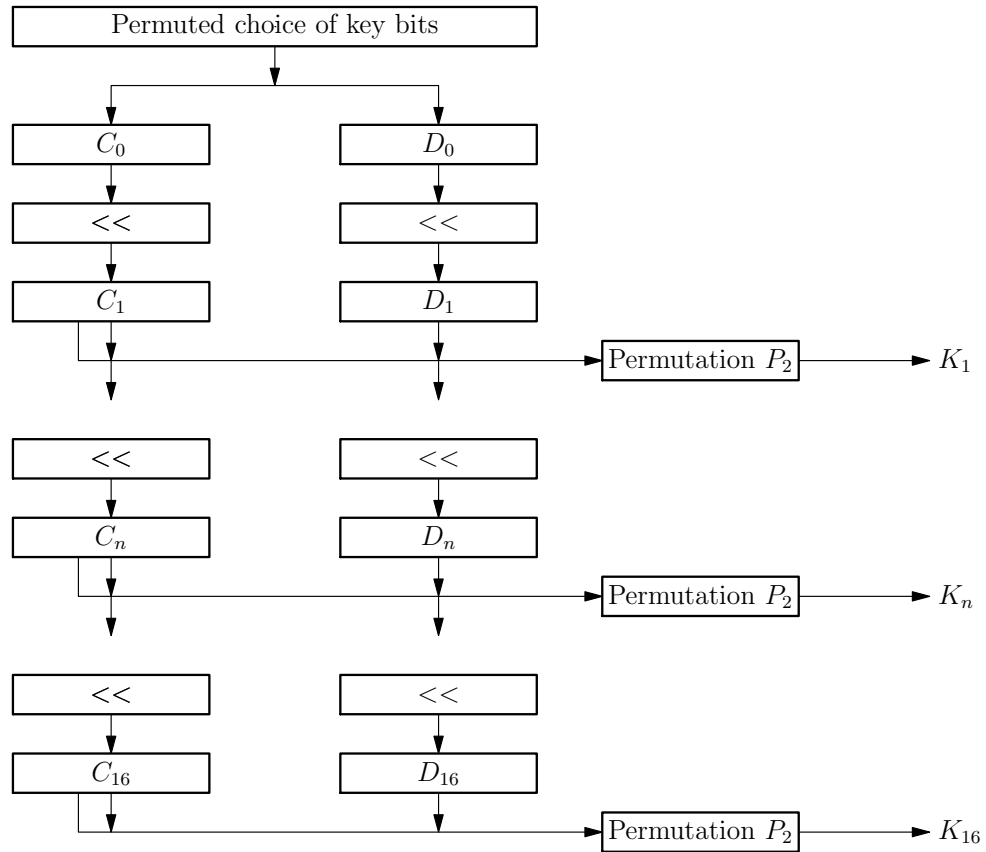 Permuted choice of key bits
C₀ D₀
<< <<
C₁ D₁
Permutation P₂ K₁
<< <<
Cₙ Dₙ
Permutation P₂ Kₙ
<< <<
C₁₆ D₁₆
Permutation P₂ K₁₆